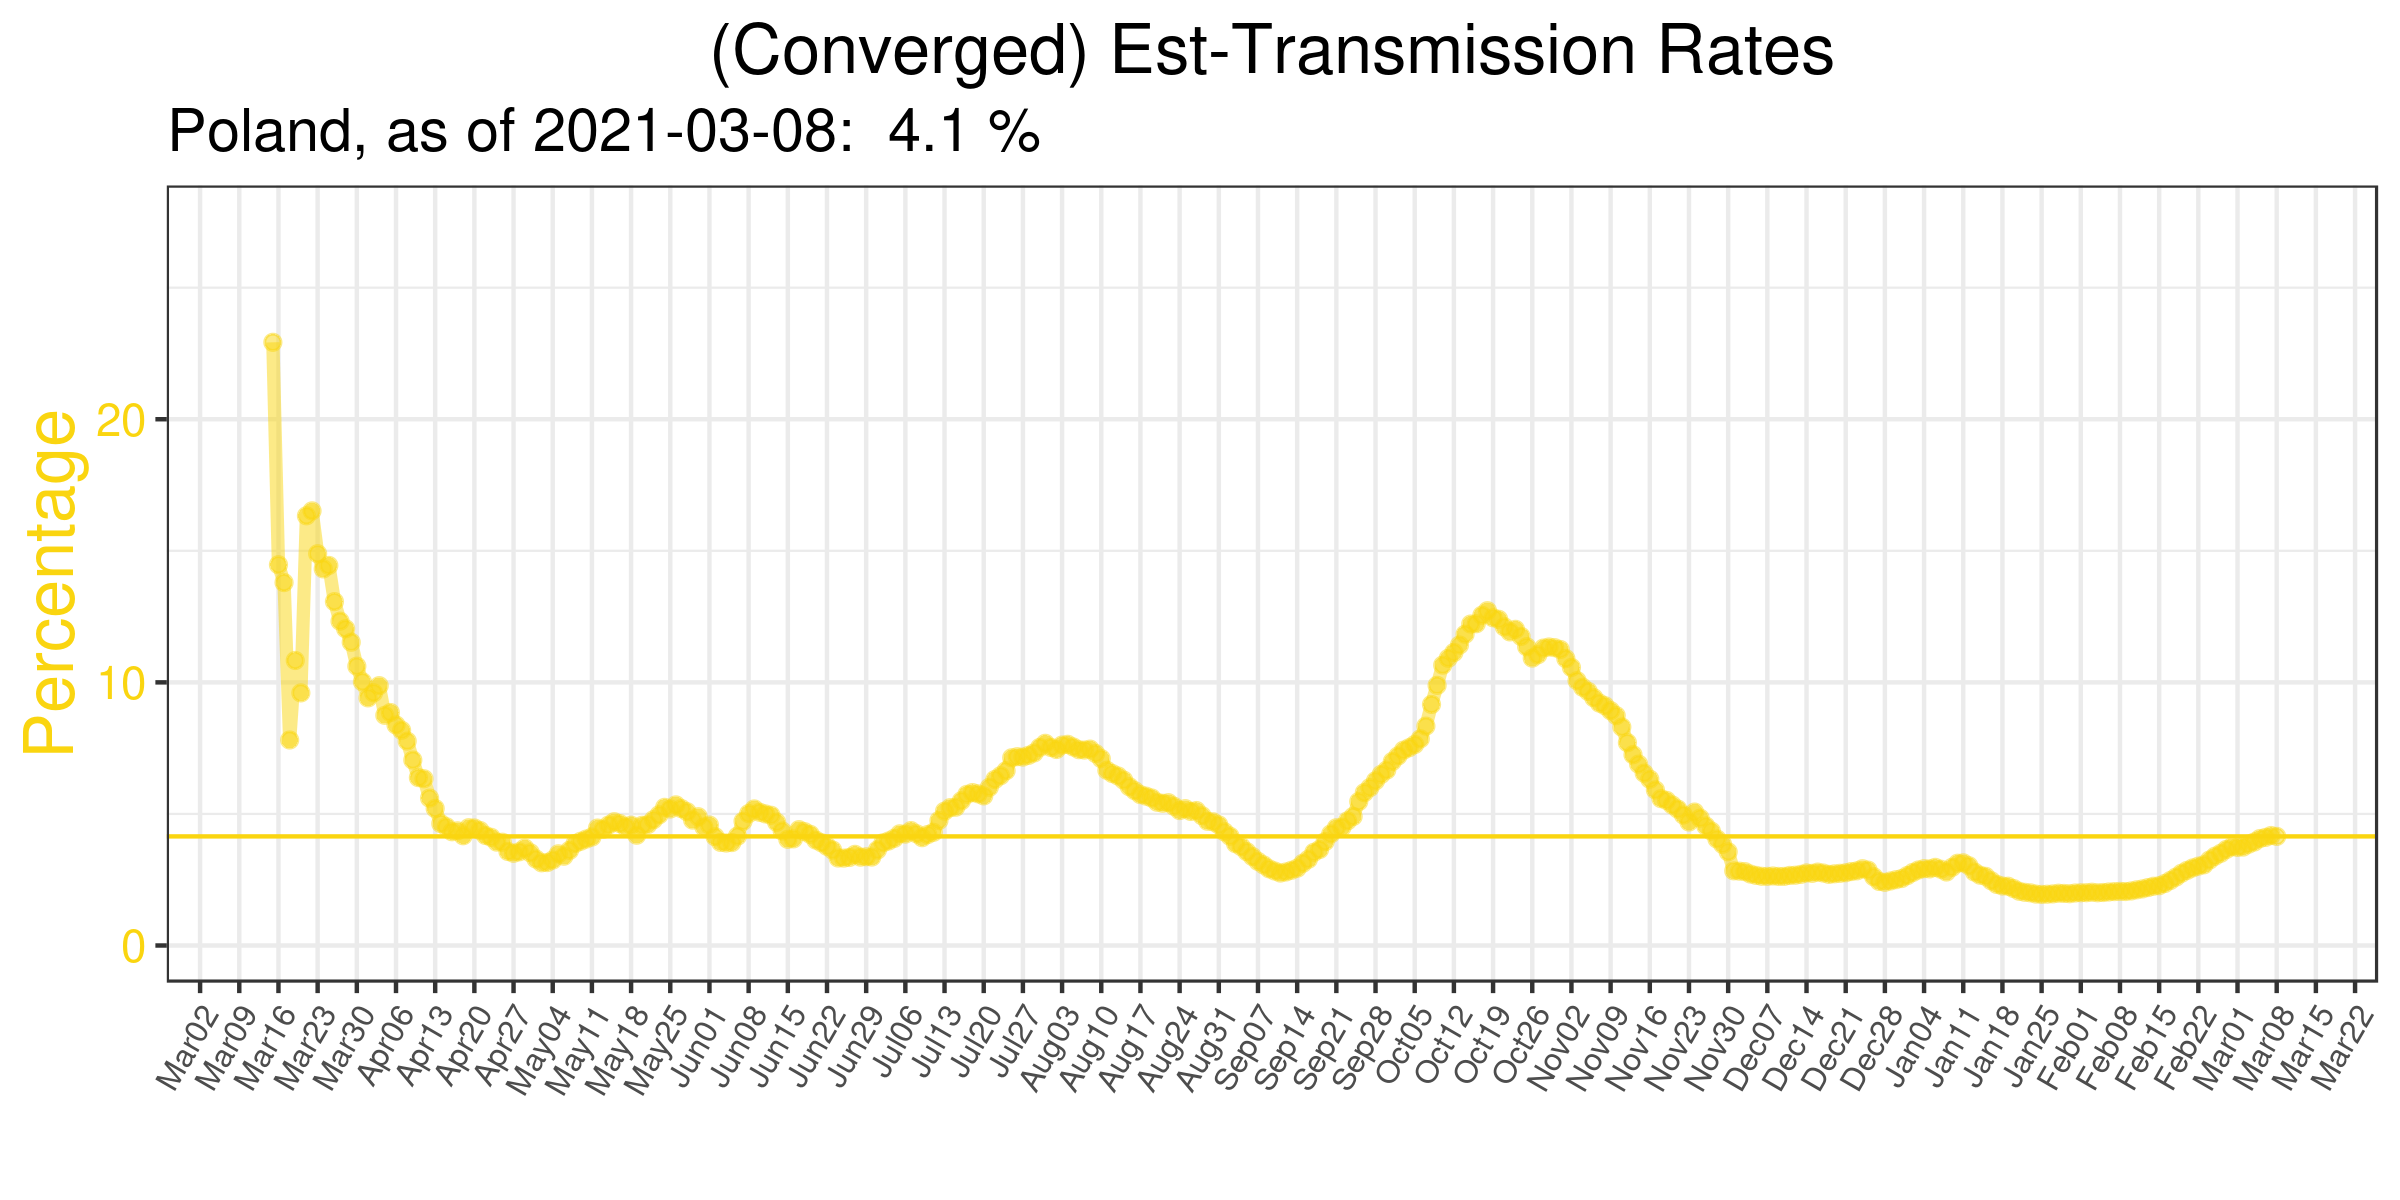 (Converged) Est-Transmission Rates
Poland, as of 2021-03-08:  4.1 %
Percentage
20
10
0
Mar02
Mar09
Mar16
Mar23
Mar30
Apr06
Apr13
Apr20
Apr27
May04
May11
May18
May25
Jun01
Jun08
Jun15
Jun22
Jun29
Jul06
Jul13
Jul20
Jul27
Aug03
Aug10
Aug17
Aug24
Aug31
Sep07
Sep14
Sep21
Sep28
Oct05
Oct12
Oct19
Oct26
Nov02
Nov09
Nov16
Nov23
Nov30
Dec07
Dec14
Dec21
Dec28
Jan04
Jan11
Jan18
Jan25
Feb01
Feb08
Feb15
Feb22
Mar01
Mar08
Mar15
Mar22